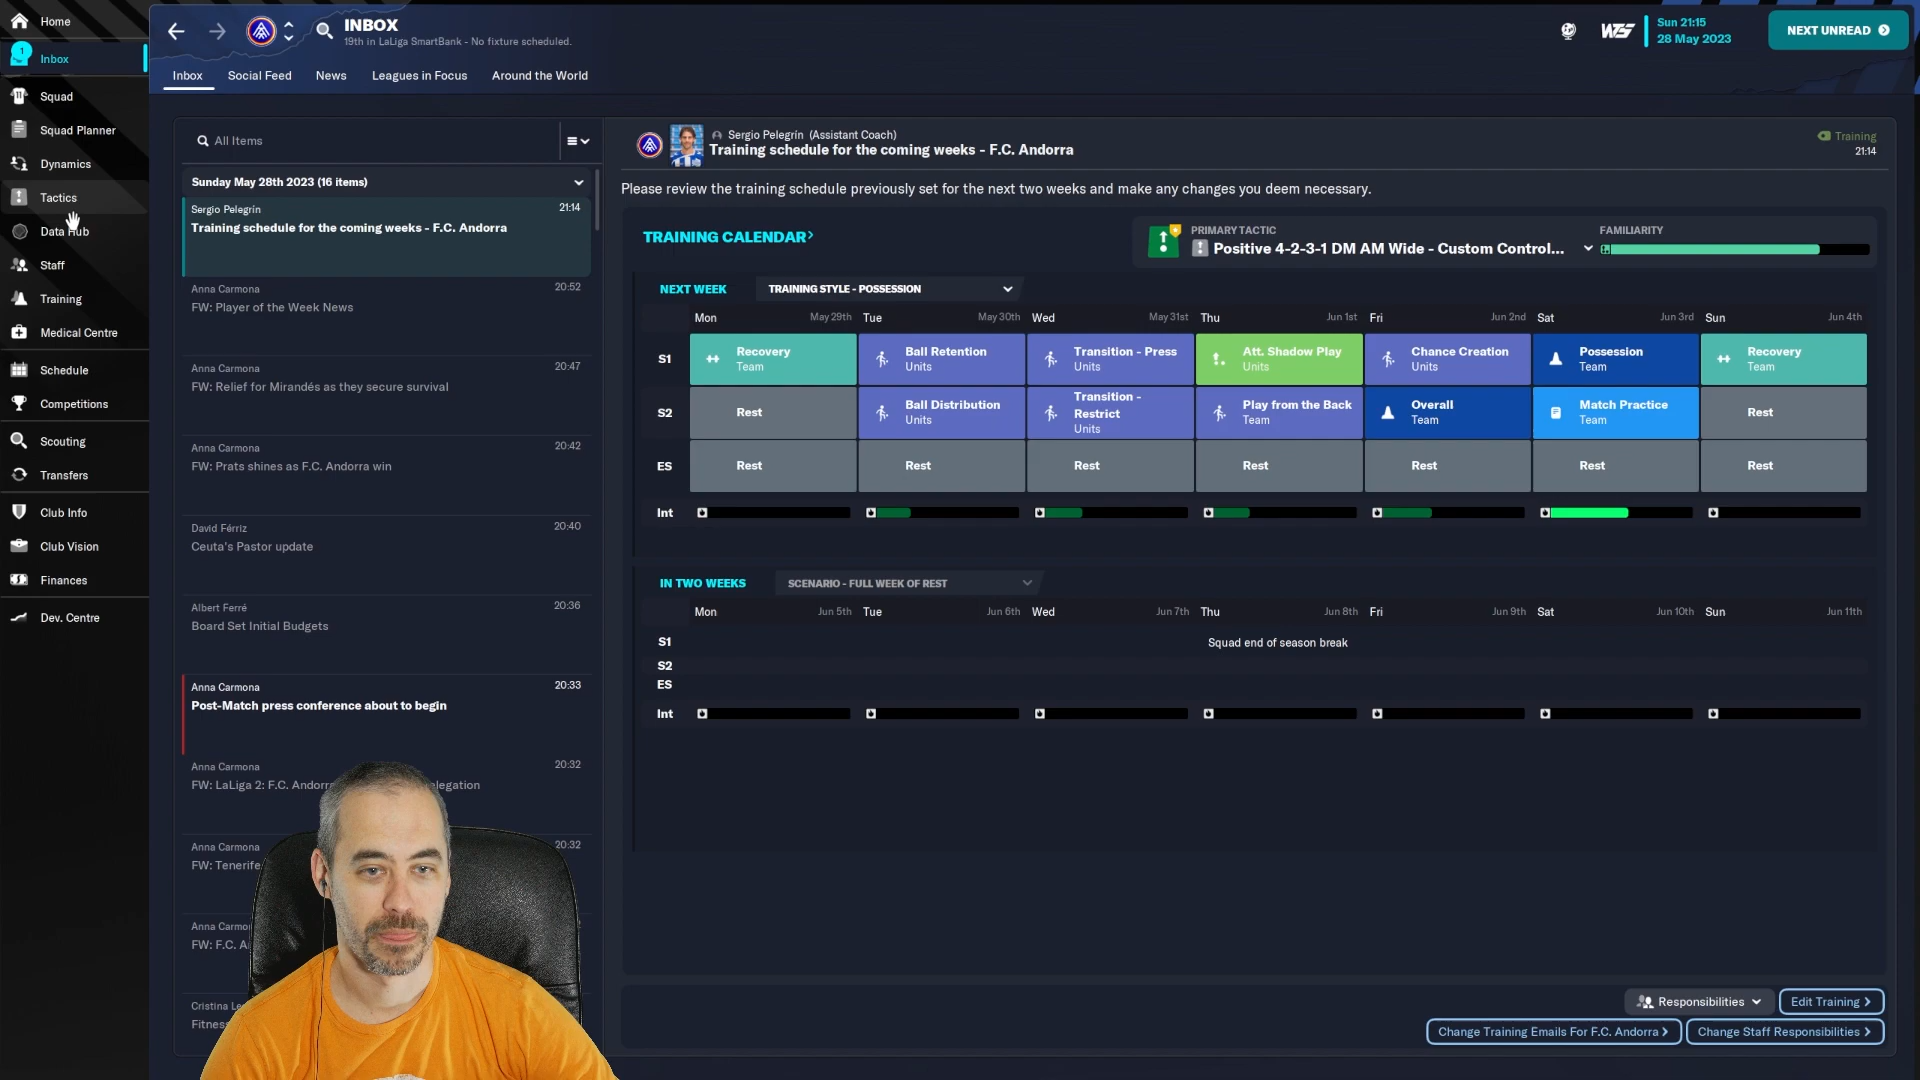 Home
1
Inbox
Squad
Squad Planner
Dynamics
Tactics
Data Hub
Staff
Training
Medical Centre
Schedule
Competitions
Scouting
Transfers
Club Info
Club Vision
Finances
Dev. Centre
INBOX
19th in LaLiga SmartBank - No fixture scheduled.
Sun 21:15
28 May 2023
NEXT UNREAD
Inbox Social Feed News Leagues in Focus Around the World
All Items
Sunday May 28th 2023 (16 items)
Sergio Pelegrín 21:14
Training schedule for the coming weeks - F.C. Andorra
Anna Carmona 20:52
FW: Player of the Week News
Anna Carmona 20:47
FW: Relief for Mirandés as they secure survival
Anna Carmona 20:42
FW: Prats shines as F.C. Andorra win
David Férriz 20:40
Ceuta's Pastor update
Albert Ferré 20:36
Board Set Initial Budgets
Anna Carmona 20:33
Post-Match press conference about to begin
Anna Carmona 20:32
FW: LaLiga 2: F.C. Andorr elegation
Anna Carmona 20:32
FW: Tenerife
Anna Carmo
FW: F.C. A
Cristina Le
Fitnes
Sergio Pelegrín (Assistant Coach)
Training schedule for the coming weeks - F.C. Andorra
Training
21:14
Please review the training schedule previously set for the next two weeks and make any changes you deem necessary.
TRAINING CALENDAR
PRIMARY TACTIC
Positive 4-2-3-1 DM AM Wide - Custom Control...
FAMILIARITY
NEXT WEEK TRAINING STYLE - POSSESSION
Mon May 29th Tue May 30th Wed May 31st Thu Jun 1st Fri Jun 2nd Sat Jun 3rd Sun Jun 4th
S1 Recovery Ball Retention Transition - Press Att. Shadow Play Chance Creation Possession Recovery
Team Units Units Units Units Team Team
S2 Rest Ball Distribution Transition - Restrict Play from the Back Overall Match Practice Rest
Units Units Team Team Team
ES Rest Rest Rest Rest Rest Rest Rest
Int
IN TWO WEEKS SCENARIO - FULL WEEK OF REST
Mon Jun 5th Tue Jun 6th Wed Jun 7th Thu Jun 8th Fri Jun 9th Sat Jun 10th Sun Jun 11th
S1 Squad end of season break
S2
ES
Int
Responsibilities Edit Training
Change Training Emails For F.C. Andorra Change Staff Responsibilities